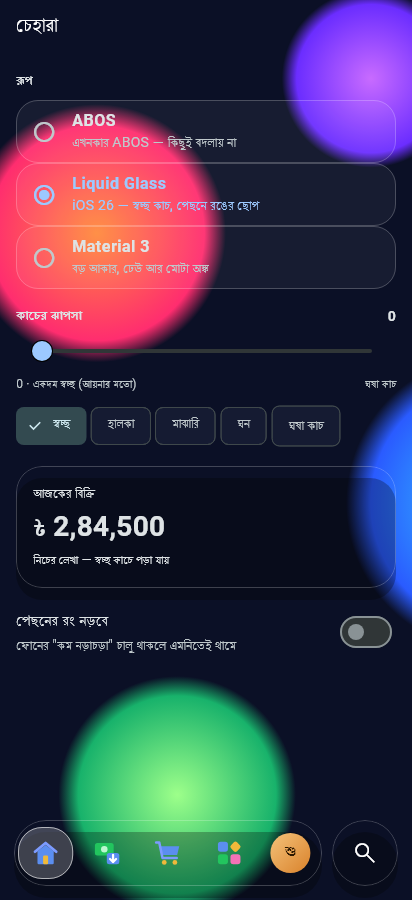 চেহারা
রূপ
ABOS
এখনকার ABOS — কিছুই বদলায় না
Liquid Glass
iOS 26 — স্বচ্ছ কাচ, পেছনে রঙের ছোপ
Material 3
বড় আকার, ঢেউ আর মোটা অঙ্ক
কাচের ঝাপসা 0
0 · একদম স্বচ্ছ (আয়নার মতো) ঘষা কাচ
স্বচ্ছ হালকা মাঝারি ঘন ঘষা কাচ
আজকের বিক্রি
৳ 2,84,500
নিচের লেখা — স্বচ্ছ কাচে পড়া যায়
পেছনের রং নড়বে
ফোনের "কম নড়াচড়া" চালু থাকলে এমনিতেই থামে
শু